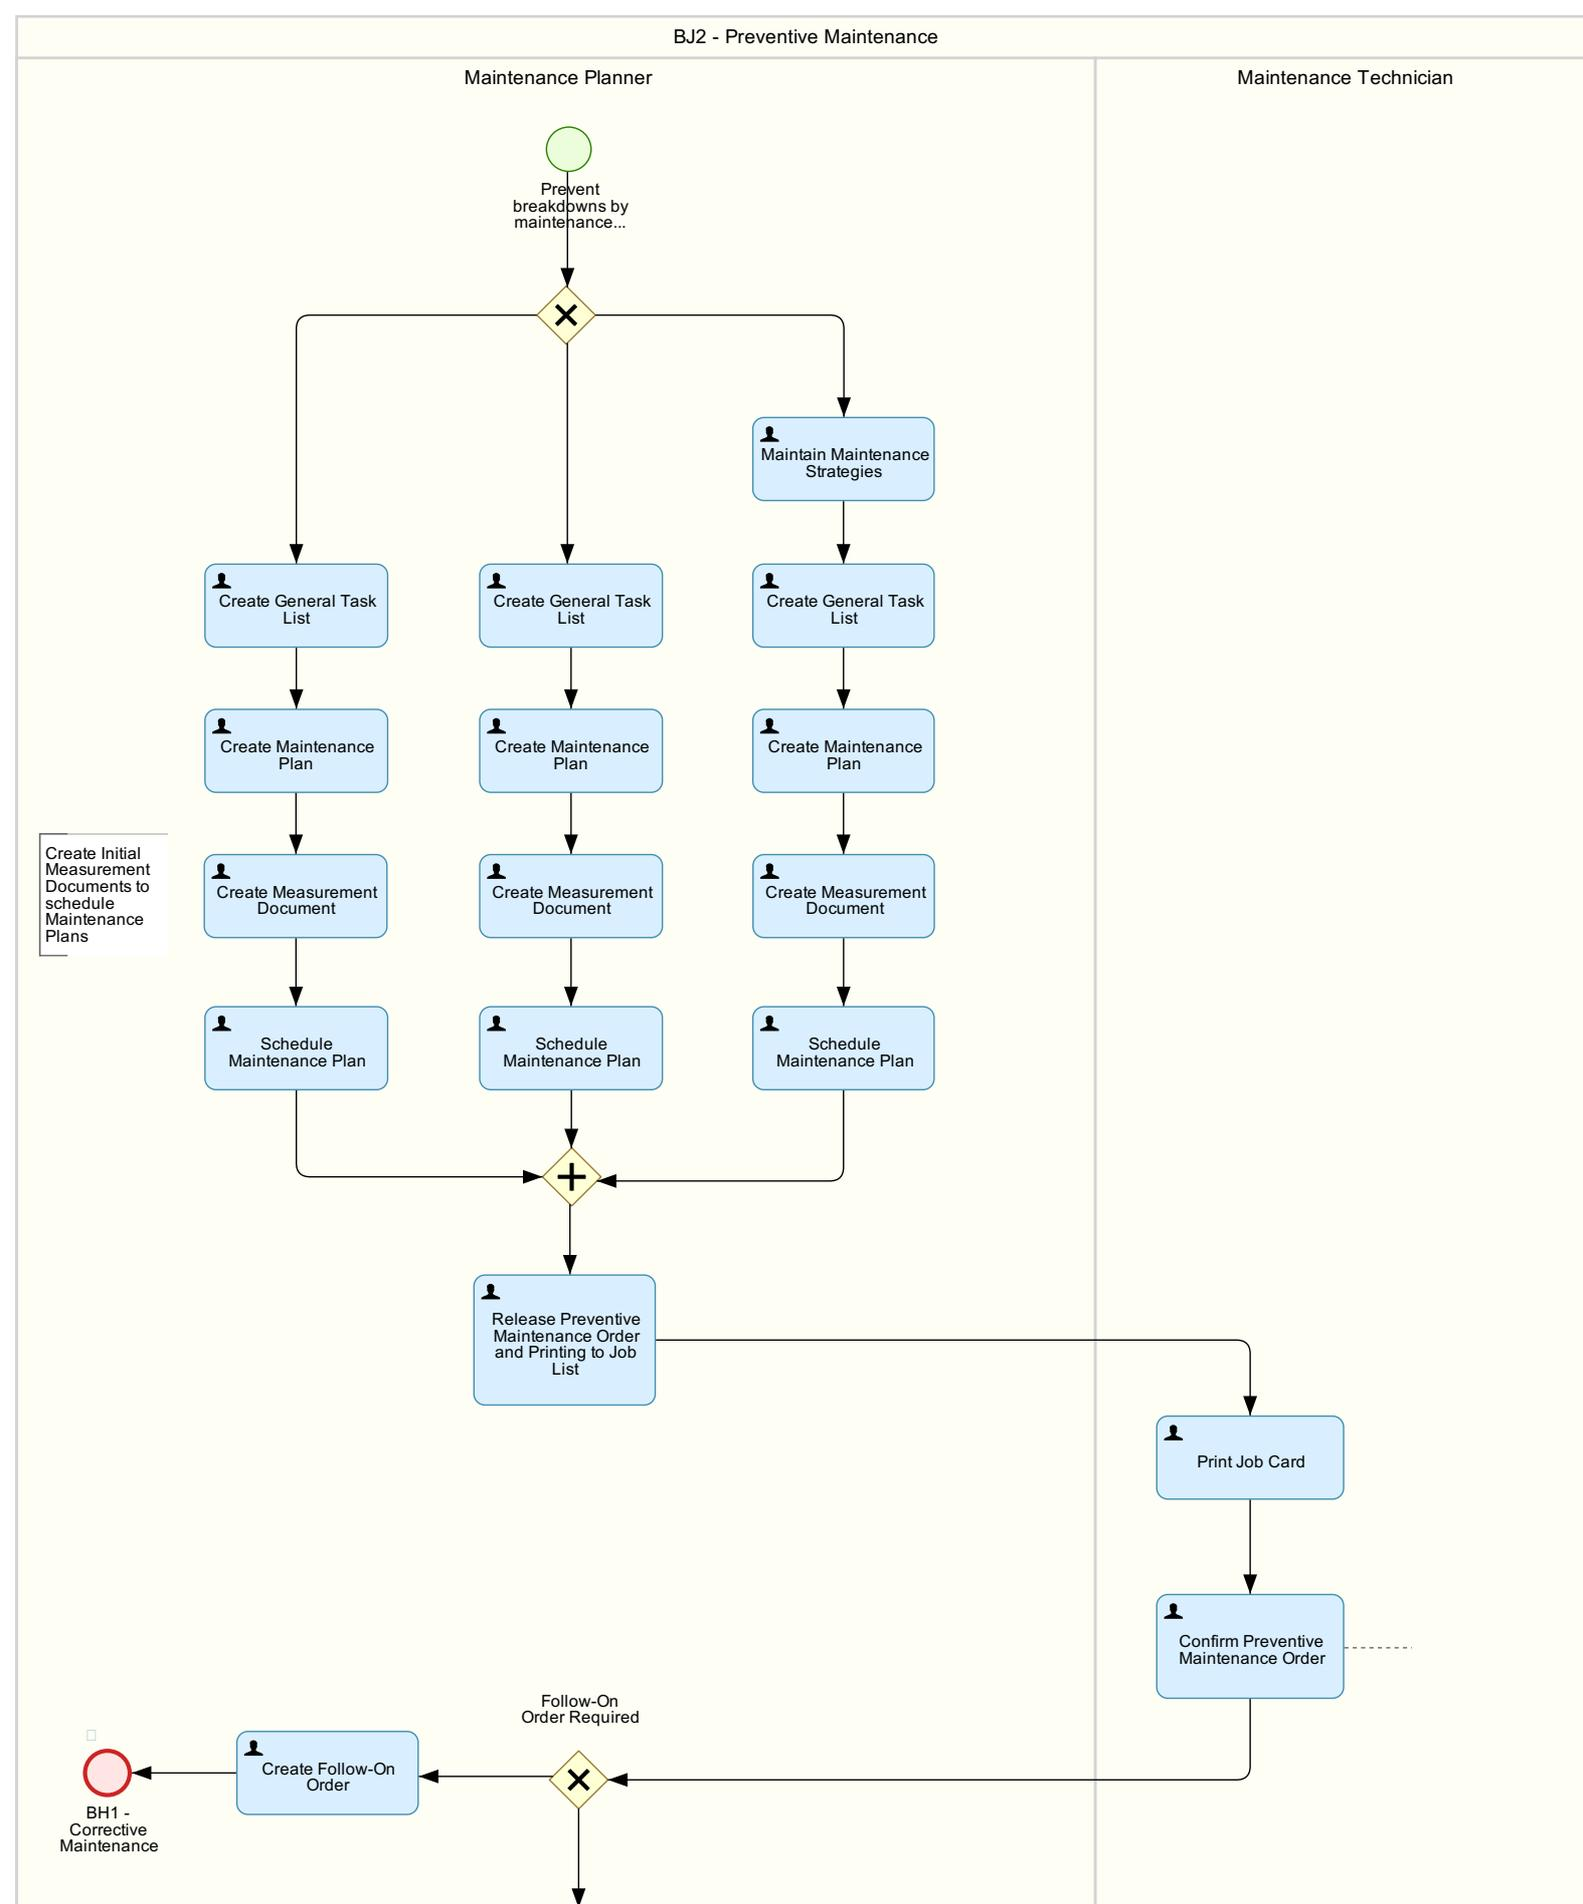 BJ2 - Preventive Maintenance
Maintenance Planner
Maintenance Technician
Prevent
breakdowns by
maintenance...
Maintain Maintenance
Strategies
Create General Task
List
Create General Task
List
Create General Task
List
Create Maintenance
Plan
Create Maintenance
Plan
Create Maintenance
Plan
Create Initial
Measurement
Documents to
schedule
Maintenance
Plans
Create Measurement
Document
Create Measurement
Document
Create Measurement
Document
Schedule
Maintenance Plan
Schedule
Maintenance Plan
Schedule
Maintenance Plan
Release Preventive
Maintenance Order
and Printing to Job
List
Print Job Card
Confirm Preventive
Maintenance Order
Follow-On
Order Required
Create Follow-On
Order
BH1 -
Corrective
Maintenance